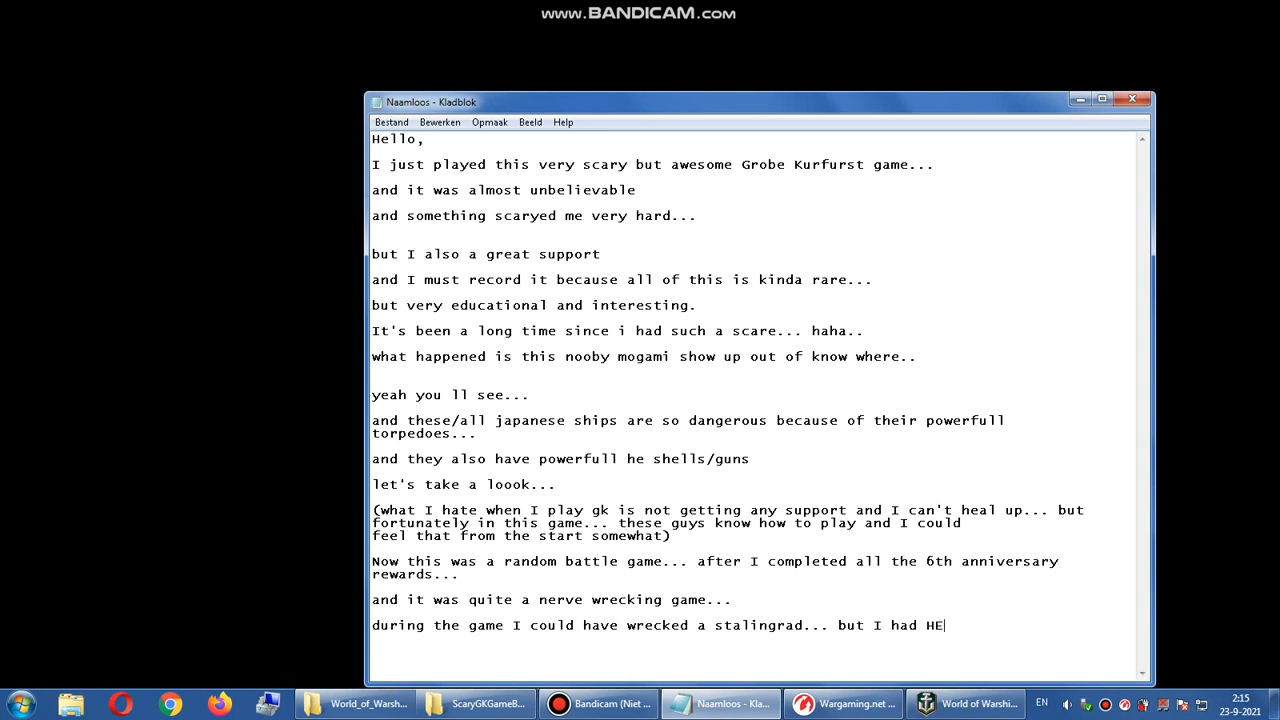 www.BANDICAM.com
Naamloos - Kladblok
Bestand Bewerken Opmaak Beeld Help
Hello,
I just played this very scary but awesome Grobe Kurfurst game...
and it was almost unbelievable
and something scaryed me very hard...
but I also a great support
and I must record it because all of this is kinda rare...
but very educational and interesting.
It's been a long time since i had such a scare... haha..
what happened is this nooby mogami show up out of know where..
yeah you ll see...
and these/all japanese ships are so dangerous because of their powerfull
torpedoes...
and they also have powerfull he shells/guns
let's take a loook...
(what I hate when I play gk is not getting any support and I can't heal up... but
fortunately in this game... these guys know how to play and I could
feel that from the start somewhat)
Now this was a random battle game... after I completed all the 6th anniversary
rewards...
and it was quite a nerve wrecking game...
during the game I could have wrecked a stalingrad... but I had HE
World_of_Warsh... ScaryGKGameB... Bandicam (Niet ... Naamloos - Kla... Wargaming.net ... World of Warshi... EN 2:15
23-9-2021